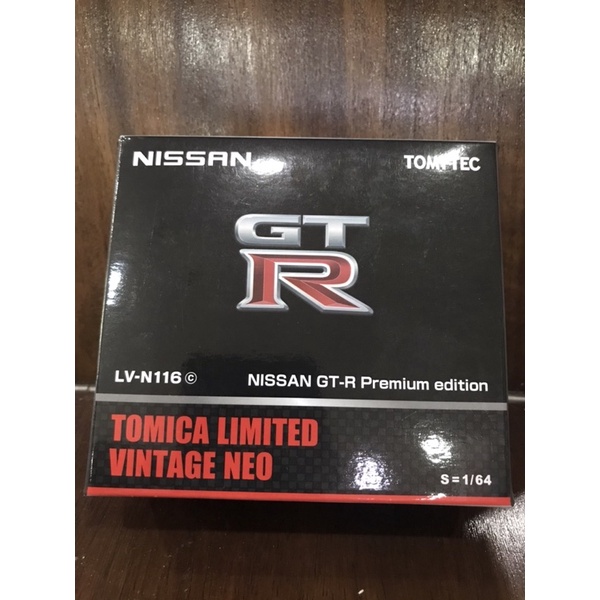 NISSAN
TOMYTEC
GT
R
LV-N116 ⓒ
NISSAN GT-R Premium edition
TOMICA LIMITED
VINTAGE NEO
S=1/64